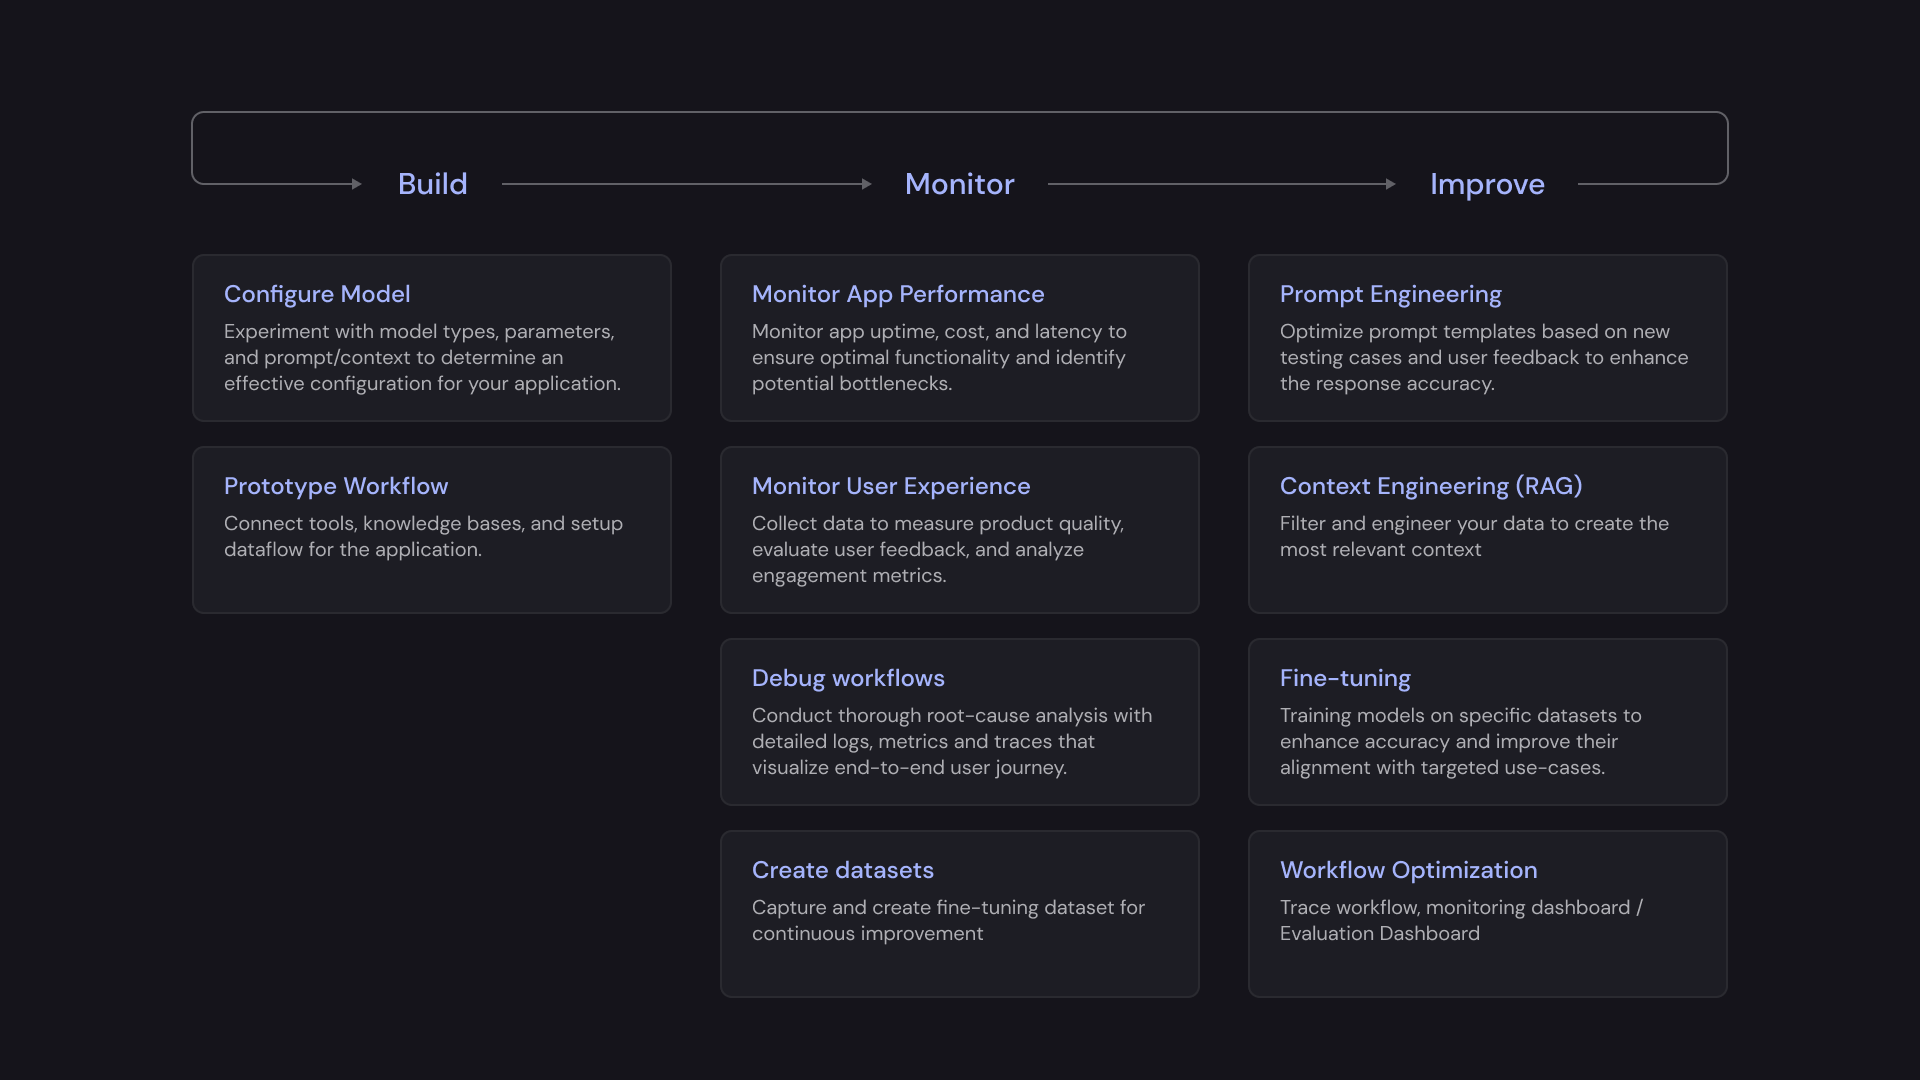 Build
Monitor
Improve
Configure Model
Experiment with model types, parameters,
and prompt/context to determine an
effective configuration for your application.
Prototype Workflow
Connect tools, knowledge bases, and setup
dataflow for the application.
Monitor App Performance
Monitor app uptime, cost, and latency to
ensure optimal functionality and identify
potential bottlenecks.
Monitor User Experience
Collect data to measure product quality,
evaluate user feedback, and analyze
engagement metrics.
Debug workflows
Conduct thorough root-cause analysis with
detailed logs, metrics and traces that
visualize end-to-end user journey.
Create datasets
Capture and create fine-tuning dataset for
continuous improvement
Prompt Engineering
Optimize prompt templates based on new
testing cases and user feedback to enhance
the response accuracy.
Context Engineering (RAG)
Filter and engineer your data to create the
most relevant context
Fine-tuning
Training models on specific datasets to
enhance accuracy and improve their
alignment with targeted use-cases.
Workflow Optimization
Trace workflow, monitoring dashboard /
Evaluation Dashboard